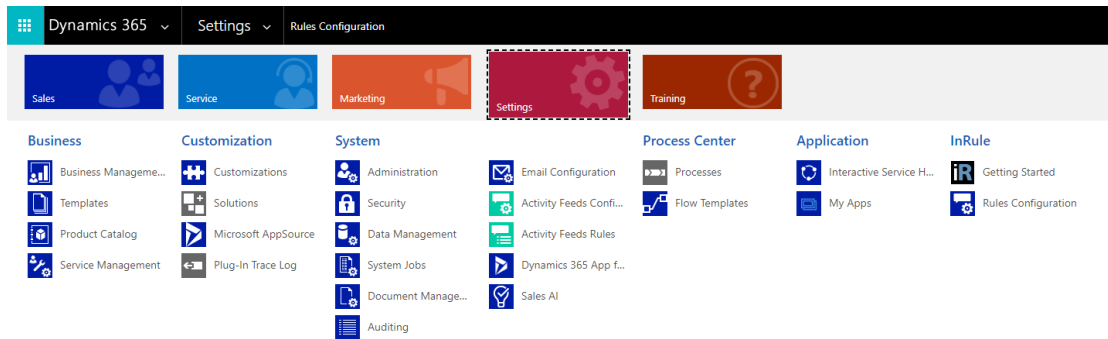 Dynamics 365 Settings Rules Configuration
Sales
Service
Marketing
Settings
Training
Business
Business Manageme...
Templates
Product Catalog
Service Management
Customization
Customizations
Solutions
Microsoft AppSource
Plug-In Trace Log
System
Administration
Security
Data Management
System Jobs
Document Manage...
Auditing
Email Configuration
Activity Feeds Confi...
Activity Feeds Rules
Dynamics 365 App f...
Sales AI
Process Center
Processes
Flow Templates
Application
Interactive Service H...
My Apps
InRule
iR Getting Started
Rules Configuration